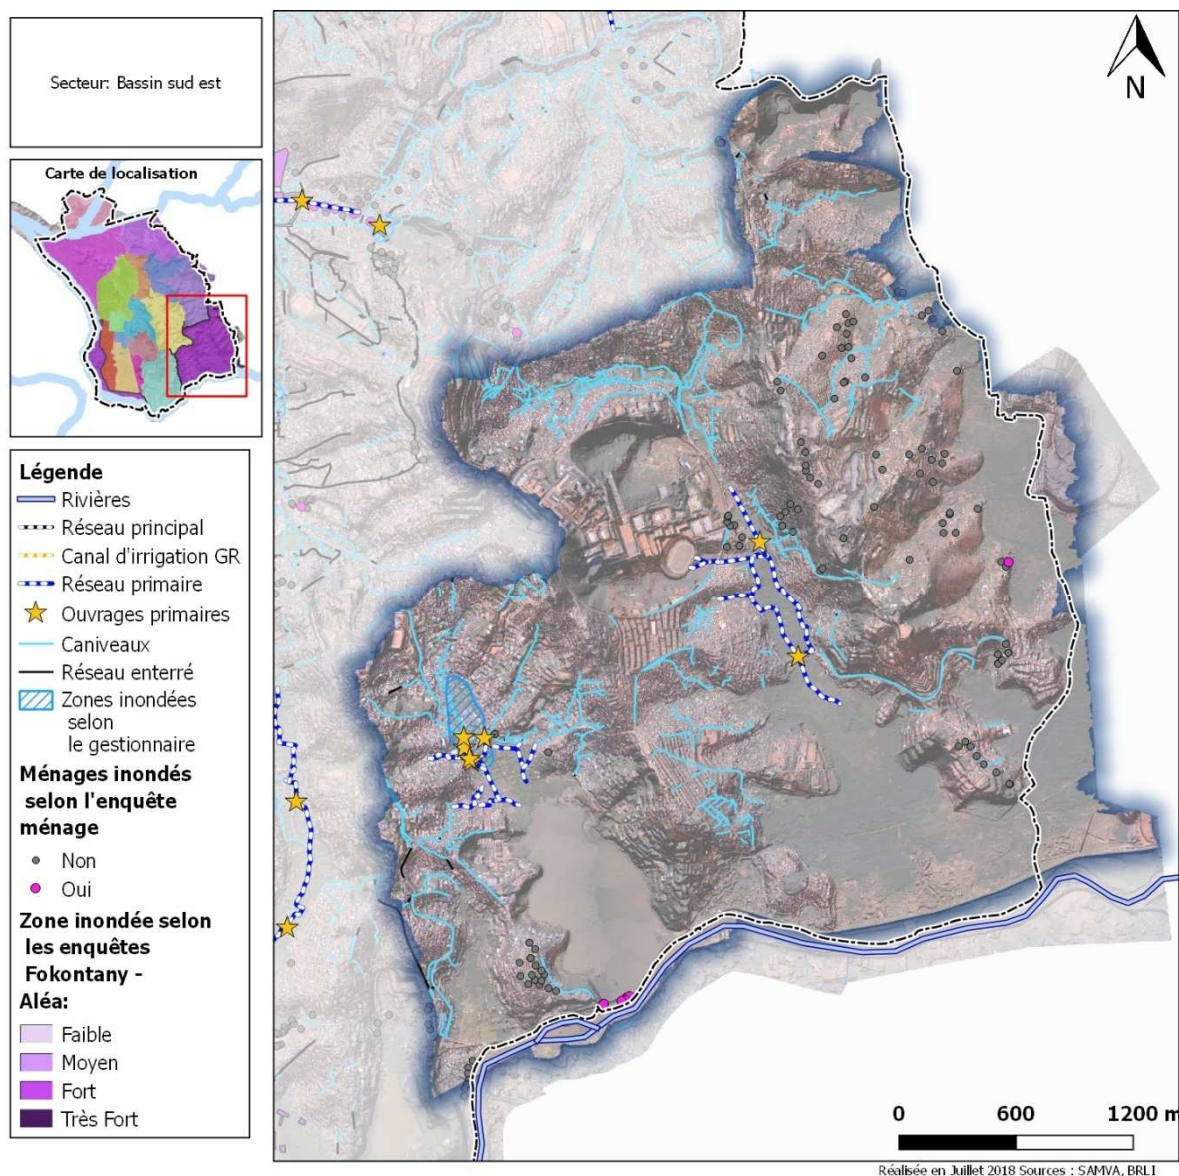 Secteur: Bassin sud est
Carte de localisation
Légende
Rivières
Réseau principal
Canal d'irrigation GR
Réseau primaire
Ouvrages primaires
Caniveaux
Réseau enterré
Zones inondées
selon
le gestionnaire
Ménages inondés
selon l'enquête
ménage
Non
Oui
Zone inondée selon
les enquêtes
Fokontany -
Aléa:
Faible
Moyen
Fort
Très Fort
N
0 600 1200 m
Réalisée en Juillet 2018 Sources : SAMVA, BRLI